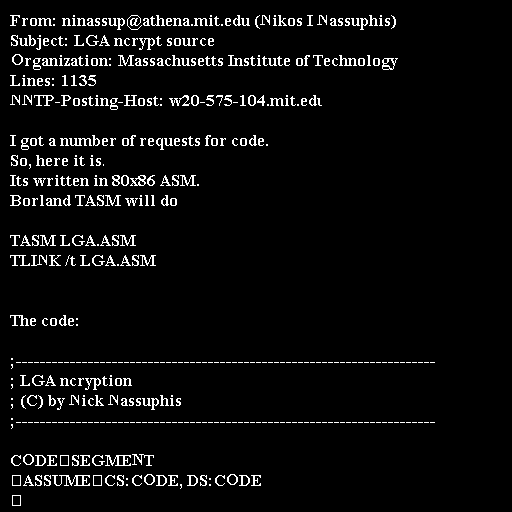 From: ninassup@athena.mit.edu (Nikos I Nassuphis)
Subject: LGA ncrypt source
Organization: Massachusetts Institute of Technology
Lines: 1135
NNTP-Posting-Host: w20-575-104.mit.edu

I got a number of requests for code.
So, here it is.
Its written in 80x86 ASM.
Borland TASM will do

TASM LGA.ASM
TLINK /t LGA.ASM

The code:

;----------------------------------------------------------------------
; LGA ncryption
; (C) by Nick Nassuphis
;----------------------------------------------------------------------

CODE□SEGMENT
□ASSUME□CS:CODE, DS:CODE
□